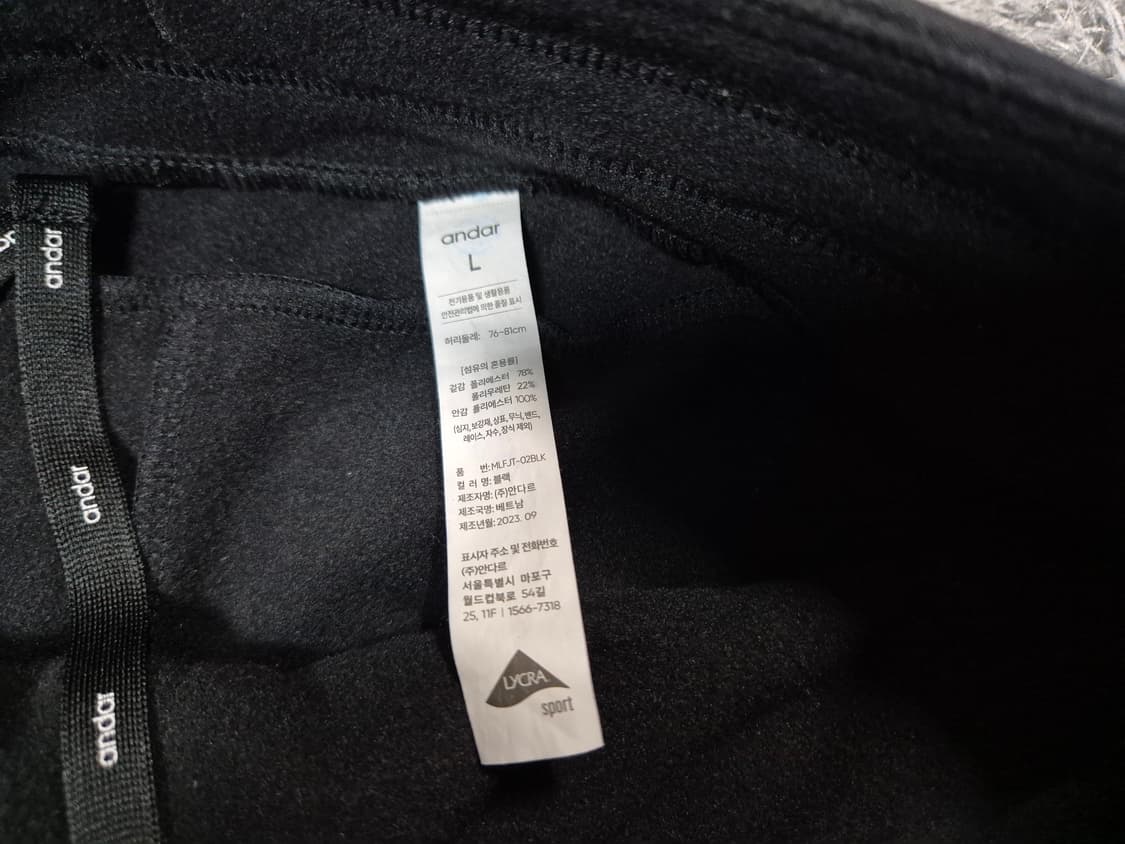 andar
L
전기용품 및 생활용품
안전관리법에 의한 품질 표시
허리둘레: 76-81cm
[섬유의 혼용률]
겉감 폴리에스터 78%
폴리우레탄 22%
안감 폴리에스터 100%
(심지,보강재,상표,무늬,밴드,
레이스,자수,장식 제외)
품 번: MLFJT-02BLK
컬 러 명: 블랙
제조자명: (주)안다르
제조국명: 베트남
제조년월: 2023. 09
표시자 주소 및 전화번호
(주)안다르
서울특별시 마포구
월드컵북로 54길
25, 11F | 1566-7318
LYCRA
sport
andar
andar
andar